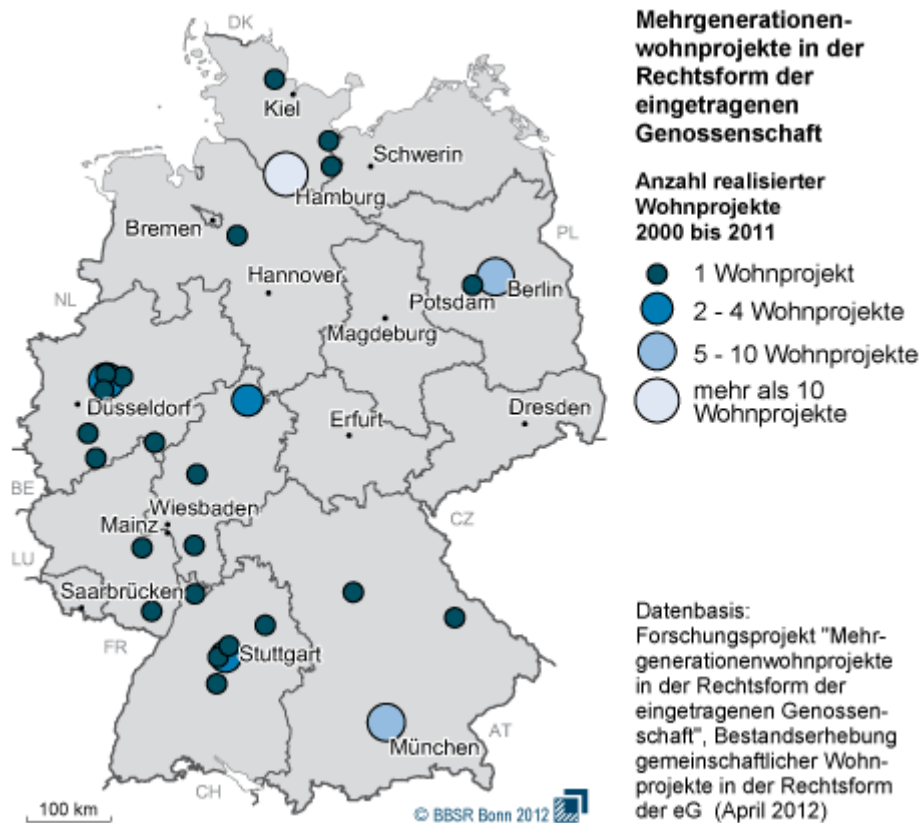 Mehrgenerationen-
wohnprojekte in der
Rechtsform der
eingetragenen
Genossenschaft
Anzahl realisierter
Wohnprojekte
2000 bis 2011
1 Wohnprojekt
2 - 4 Wohnprojekte
5 - 10 Wohnprojekte
mehr als 10
Wohnprojekte
Datenbasis:
Forschungsprojekt "Mehr-
generationenwohnprojekte
in der Rechtsform der
eingetragenen Genossen-
schaft", Bestandserhebung
gemeinschaftlicher Wohn-
projekte in der Rechtsform
der eG (April 2012)
DK
Kiel
Schwerin
Hamburg
Bremen
PL
Hannover
Berlin
NL
Potsdam
Magdeburg
Düsseldorf
Erfurt
Dresden
BE
Wiesbaden
Mainz
CZ
LU
Saarbrücken
FR
Stuttgart
AT
München
CH
100 km
© BBSR Bonn 2012